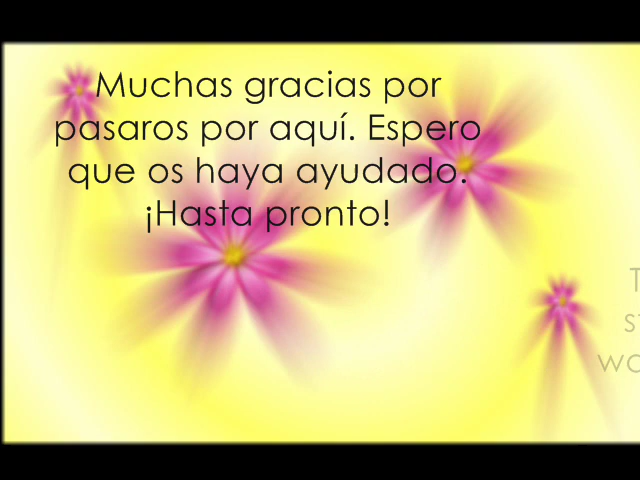 Muchas gracias por
pasaros por aquí. Espero
que os haya ayudado.
¡Hasta pronto!